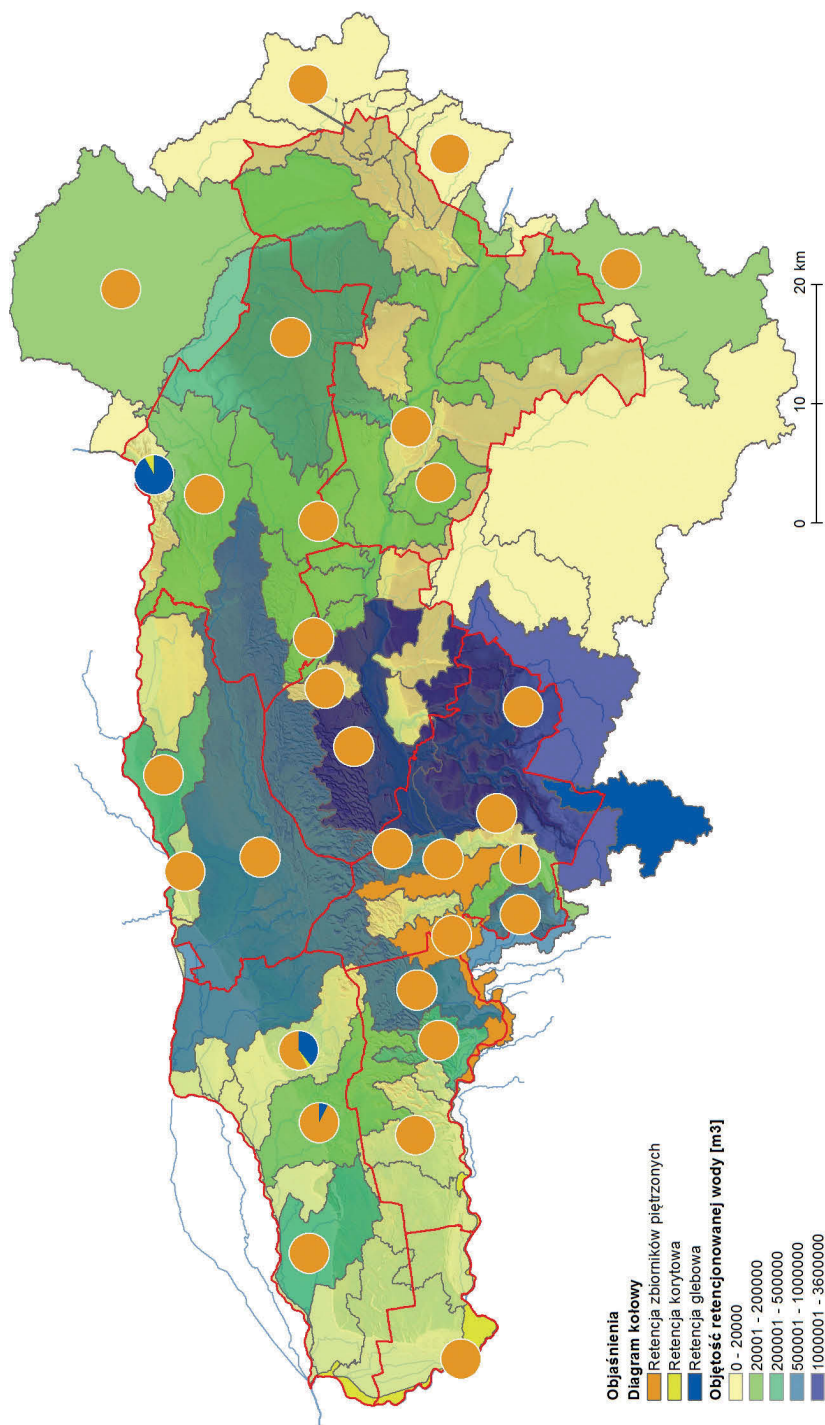 Objaśnienia
Diagram kołowy
Retencja zbiorników piętrzonych
Retencja korytowa
Retencja glebowa
Objętość retencjonowanej wody [m3]
0 - 20000
20001 - 200000
200001 - 500000
500001 - 1000000
1000001 - 3600000
0 10 20 km